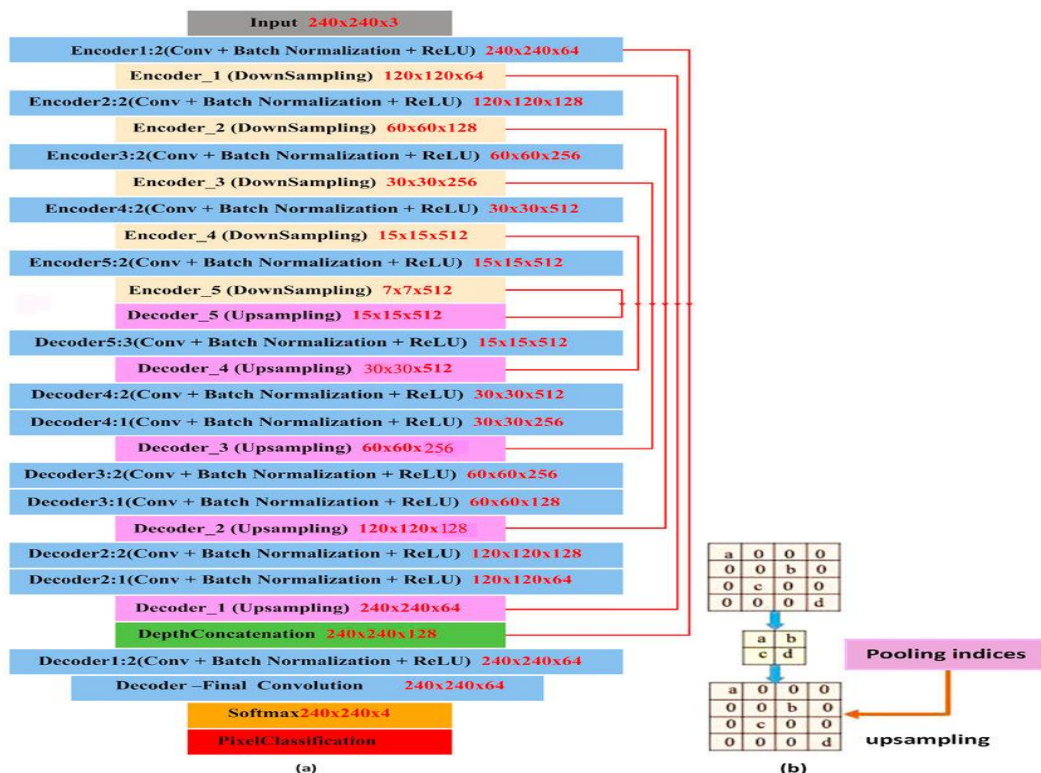 Input 240x240x3
Encoder1:2(Conv + Batch Normalization + ReLU) 240x240x64
Encoder_1 (DownSampling) 120x120x64
Encoder2:2(Conv + Batch Normalization + ReLU) 120x120x128
Encoder_2 (DownSampling) 60x60x128
Encoder3:2(Conv + Batch Normalization + ReLU) 60x60x256
Encoder_3 (DownSampling) 30x30x256
Encoder4:2(Conv + Batch Normalization + ReLU) 30x30x512
Encoder_4 (DownSampling) 15x15x512
Encoder5:2(Conv + Batch Normalization + ReLU) 15x15x512
Encoder_5 (DownSampling) 7x7x512
Decoder_5 (Upsampling) 15x15x512
Decoder5:3(Conv + Batch Normalization + ReLU) 15x15x512
Decoder_4 (Upsampling) 30x30x512
Decoder4:2(Conv + Batch Normalization + ReLU) 30x30x512
Decoder4:1(Conv + Batch Normalization + ReLU) 30x30x256
Decoder_3 (Upsampling) 60x60x256
Decoder3:2(Conv + Batch Normalization + ReLU) 60x60x256
Decoder3:1(Conv + Batch Normalization + ReLU) 60x60x128
Decoder_2 (Upsampling) 120x120x128
Decoder2:2(Conv + Batch Normalization + ReLU) 120x120x128
Decoder2:1(Conv + Batch Normalization + ReLU) 120x120x64
Decoder_1 (Upsampling) 240x240x64
DepthConcatenation 240x240x128
Decoder1:2(Conv + Batch Normalization + ReLU) 240x240x64
Decoder –Final Convolution 240x240x64
Softmax240x240x4
PixelClassification
(a)
a 0 0 0
0 0 b 0
0 c 0 0
0 0 0 d
a b
c d
Pooling indices
a 0 0 0
0 0 b 0
0 c 0 0
0 0 0 d
upsampling
(b)